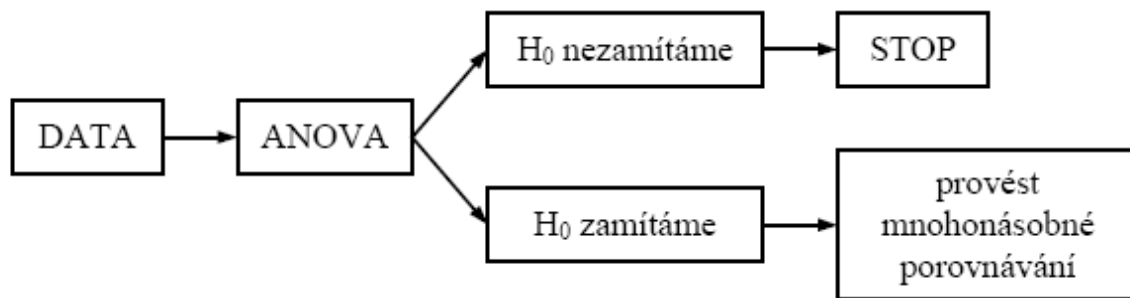 DATA
ANOVA
H₀ nezamítáme
STOP
H₀ zamítáme
provést
mnohonásobné
porovnávání